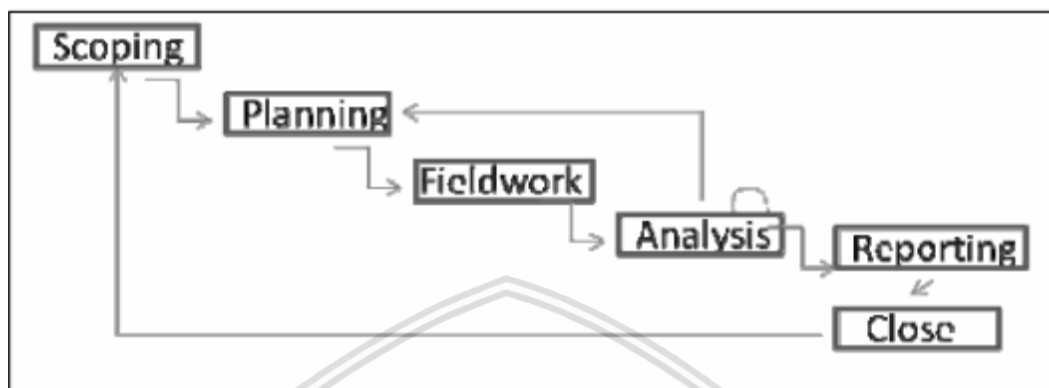 Scoping
Planning
Fieldwork
Analysis
Reporting
Close